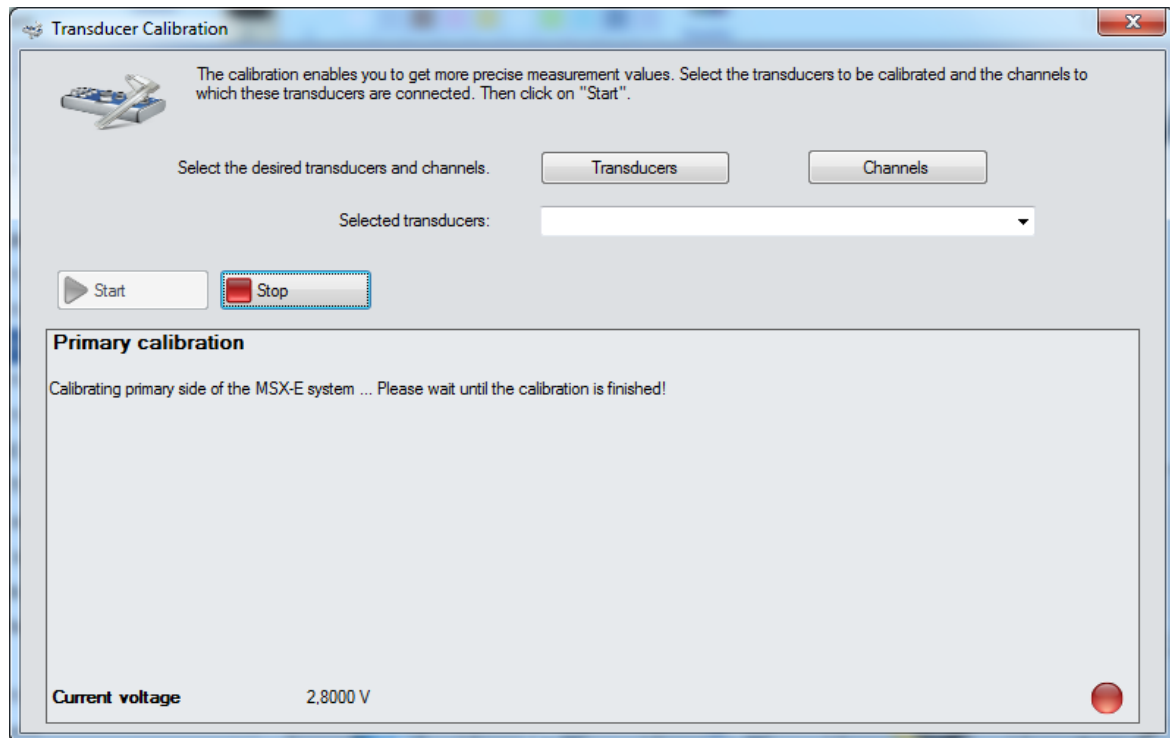 Transducer Calibration
The calibration enables you to get more precise measurement values. Select the transducers to be calibrated and the channels to
which these transducers are connected. Then click on "Start".
Select the desired transducers and channels.
Transducers
Channels
Selected transducers:
Start
Stop
Primary calibration
Calibrating primary side of the MSX-E system ... Please wait until the calibration is finished!
Current voltage
2,8000 V